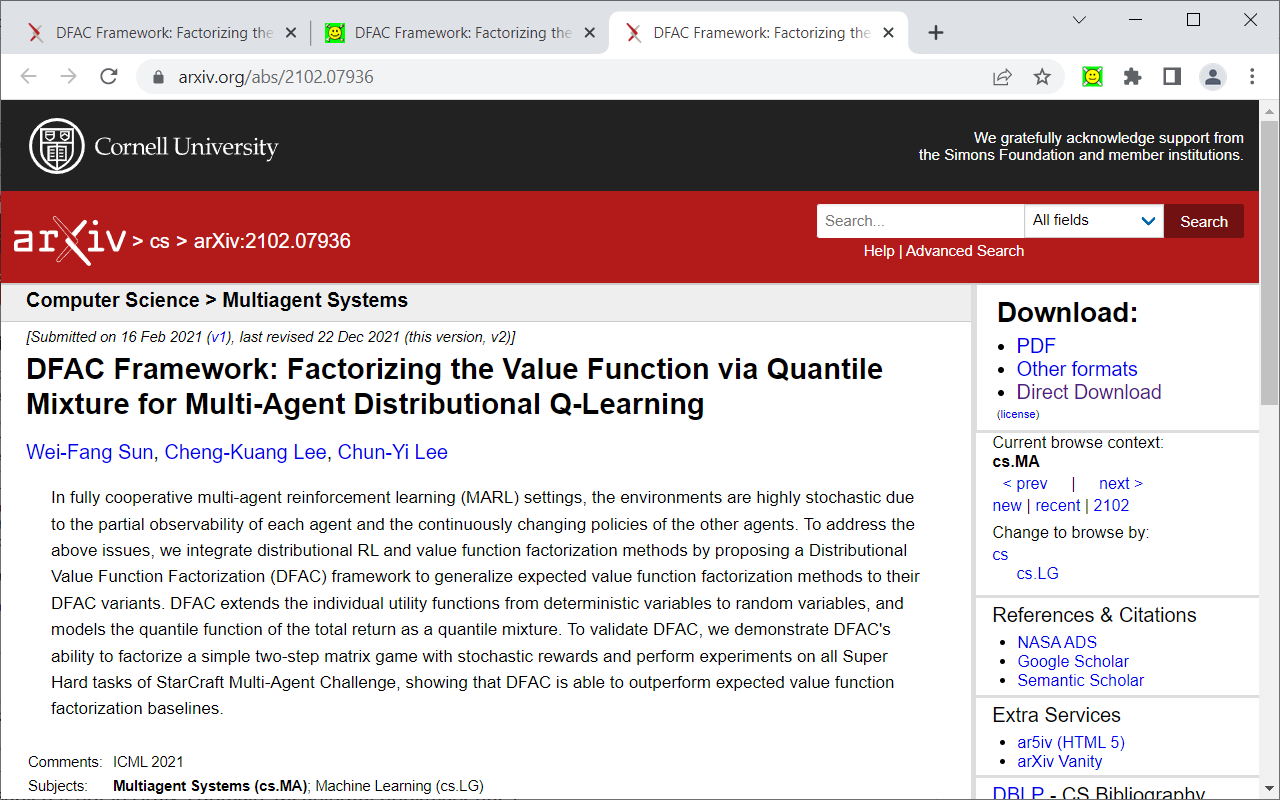 DFAC Framework: Factorizing the
DFAC Framework: Factorizing the
DFAC Framework: Factorizing the
arxiv.org/abs/2102.07936
Cornell University
We gratefully acknowledge support from
the Simons Foundation and member institutions.
arXiv > cs > arXiv:2102.07936
Search...
All fields
Search
Help | Advanced Search
Computer Science > Multiagent Systems
[Submitted on 16 Feb 2021 (v1), last revised 22 Dec 2021 (this version, v2)]
DFAC Framework: Factorizing the Value Function via Quantile
Mixture for Multi-Agent Distributional Q-Learning
Wei-Fang Sun, Cheng-Kuang Lee, Chun-Yi Lee
In fully cooperative multi-agent reinforcement learning (MARL) settings, the environments are highly stochastic due
to the partial observability of each agent and the continuously changing policies of the other agents. To address the
above issues, we integrate distributional RL and value function factorization methods by proposing a Distributional
Value Function Factorization (DFAC) framework to generalize expected value function factorization methods to their
DFAC variants. DFAC extends the individual utility functions from deterministic variables to random variables, and
models the quantile function of the total return as a quantile mixture. To validate DFAC, we demonstrate DFAC's
ability to factorize a simple two-step matrix game with stochastic rewards and perform experiments on all Super
Hard tasks of StarCraft Multi-Agent Challenge, showing that DFAC is able to outperform expected value function
factorization baselines.
Comments: ICML 2021
Subjects: Multiagent Systems (cs.MA); Machine Learning (cs.LG)
Download:
PDF
Other formats
Direct Download
(license)
Current browse context:
cs.MA
< prev | next >
new | recent | 2102
Change to browse by:
cs
cs.LG
References & Citations
NASA ADS
Google Scholar
Semantic Scholar
Extra Services
ar5iv (HTML 5)
arXiv Vanity
DBLP - CS Bibliography